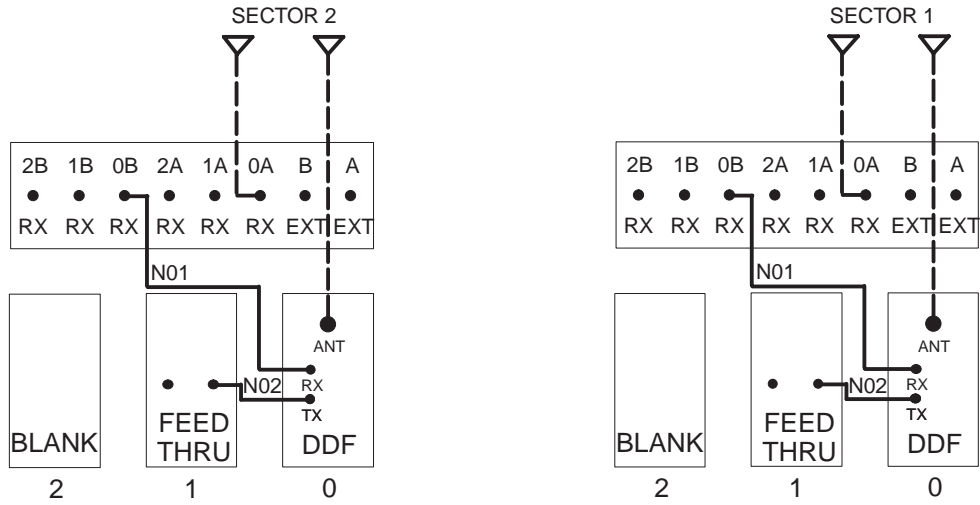 SECTOR 2
2B 1B 0B 2A 1A 0A B A
RX RX RX RX RX RX EXT EXT
N01
ANT
N02 RX
TX
FEED
THRU
BLANK
DDF
2 1 0
SECTOR 1
2B 1B 0B 2A 1A 0A B A
RX RX RX RX RX RX EXT EXT
N01
ANT
N02 RX
TX
FEED
THRU
BLANK
DDF
2 1 0